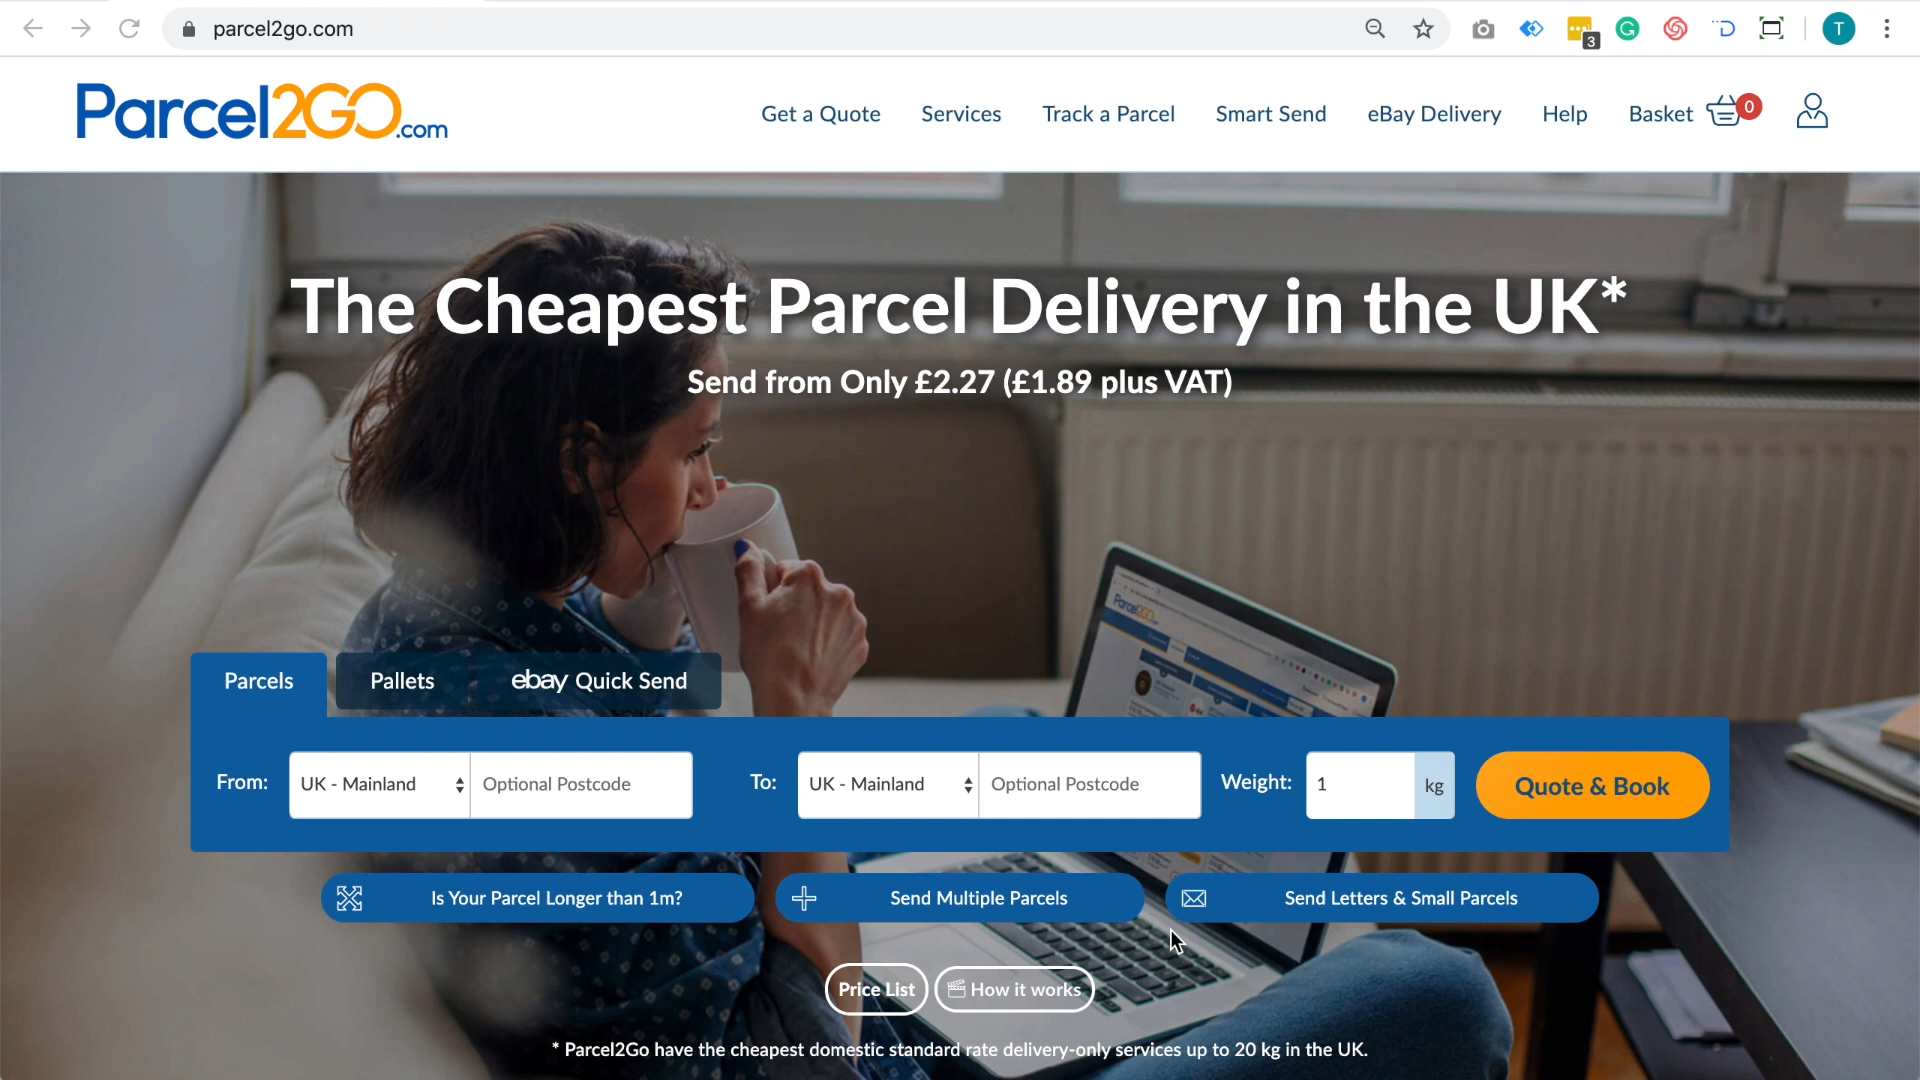 parcel2go.com
3
T
Parcel2GO.com
Get a Quote
Services
Track a Parcel
Smart Send
eBay Delivery
Help
Basket
0
The Cheapest Parcel Delivery in the UK*
Send from Only £2.27 (£1.89 plus VAT)
Parcel2GO
Parcels
Pallets
ebay Quick Send
From:
UK - Mainland
Optional Postcode
To:
UK - Mainland
Optional Postcode
Weight:
1
kg
Quote & Book
Is Your Parcel Longer than 1m?
Send Multiple Parcels
Send Letters & Small Parcels
Price List
How it works
* Parcel2Go have the cheapest domestic standard rate delivery-only services up to 20 kg in the UK.